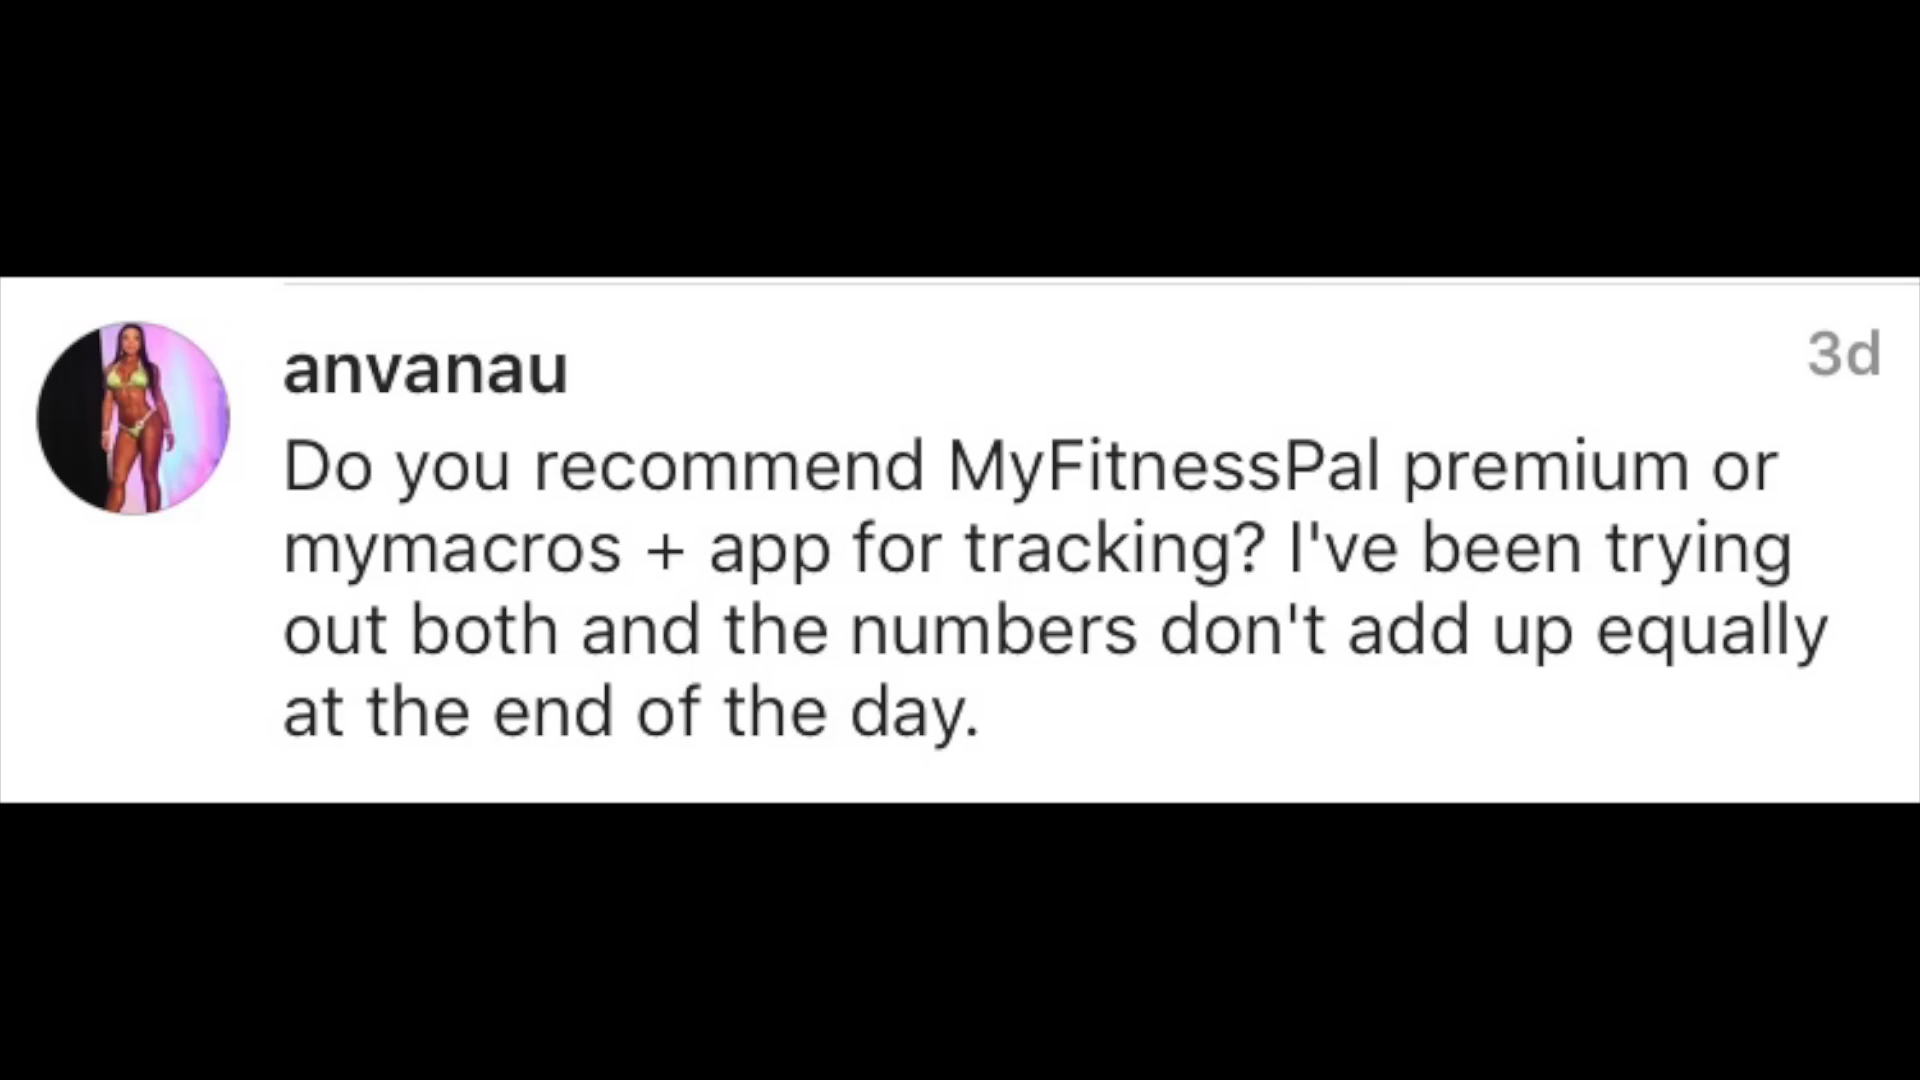 anvanau
3d
Do you recommend MyFitnessPal premium or
mymacros + app for tracking? I've been trying
out both and the numbers don't add up equally
at the end of the day.